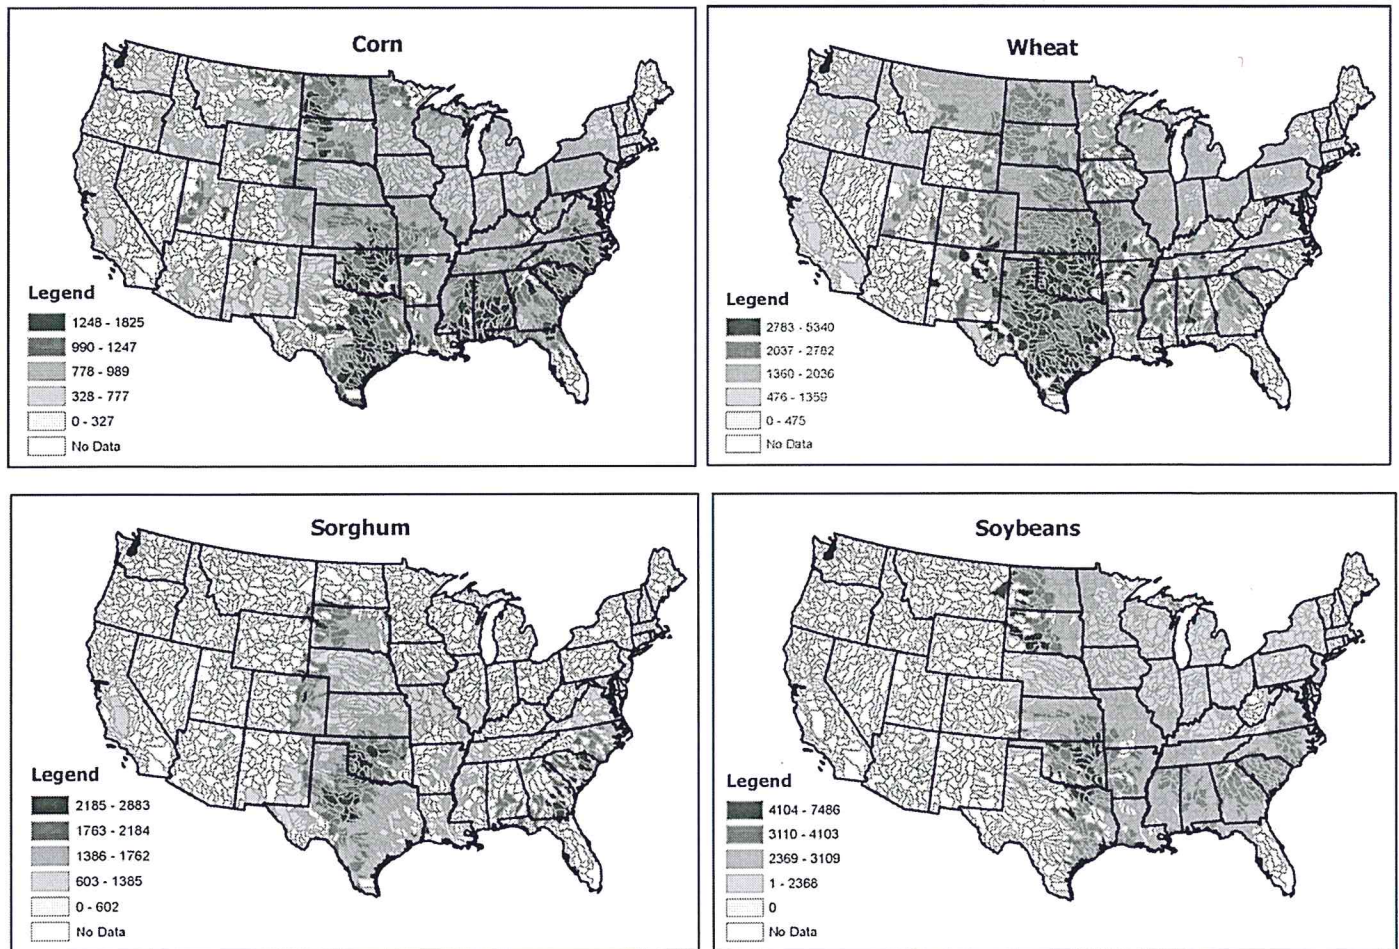 Corn
Legend
1248 - 1825
990 - 1247
778 - 989
328 - 777
0 - 327
No Data
Wheat
Legend
2783 - 5340
2037 - 2782
1360 - 2036
476 - 1359
0 - 475
No Data
Sorghum
Legend
2185 - 2883
1763 - 2184
1386 - 1762
603 - 1385
0 - 602
No Data
Soybeans
Legend
4104 - 7486
3110 - 4103
2369 - 3109
1 - 2368
0
No Data